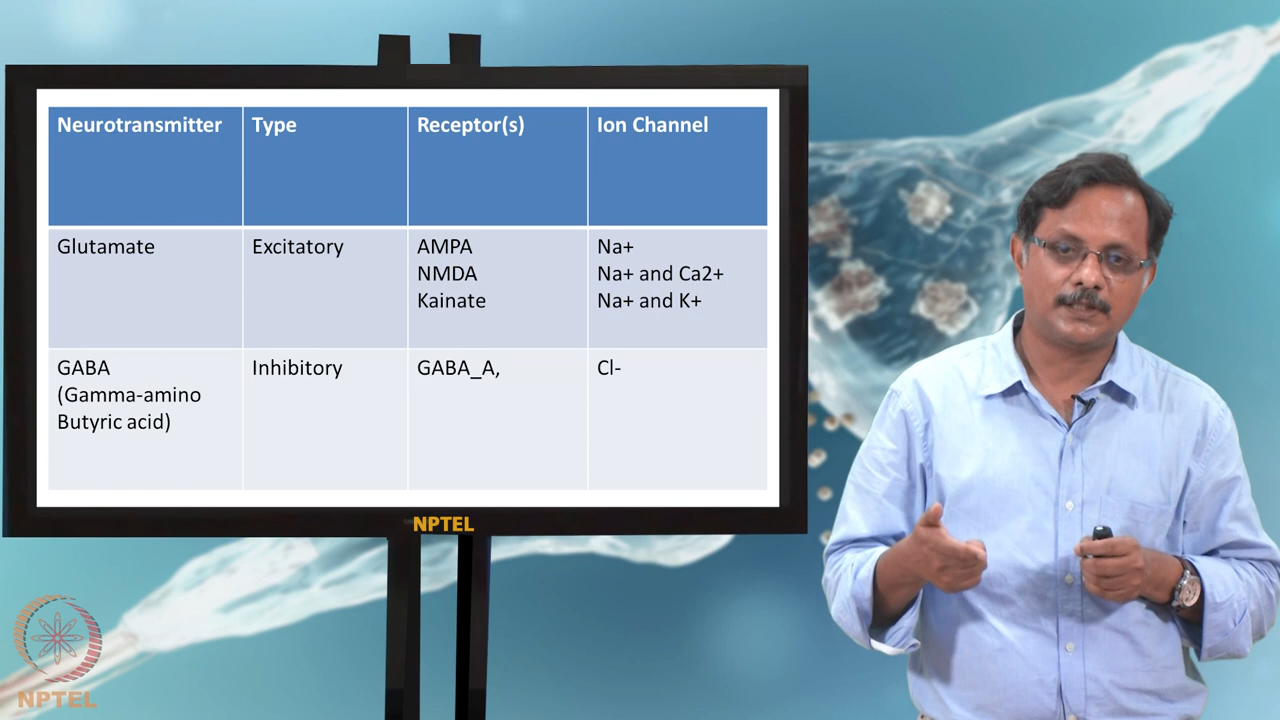 Neurotransmitter Type Receptor(s) Ion Channel
Glutamate Excitatory AMPA Na+
NMDA Na+ and Ca2+
Kainate Na+ and K+
GABA Inhibitory GABA_A, Cl-
(Gamma-amino
Butyric acid)
NPTEL
NPTEL